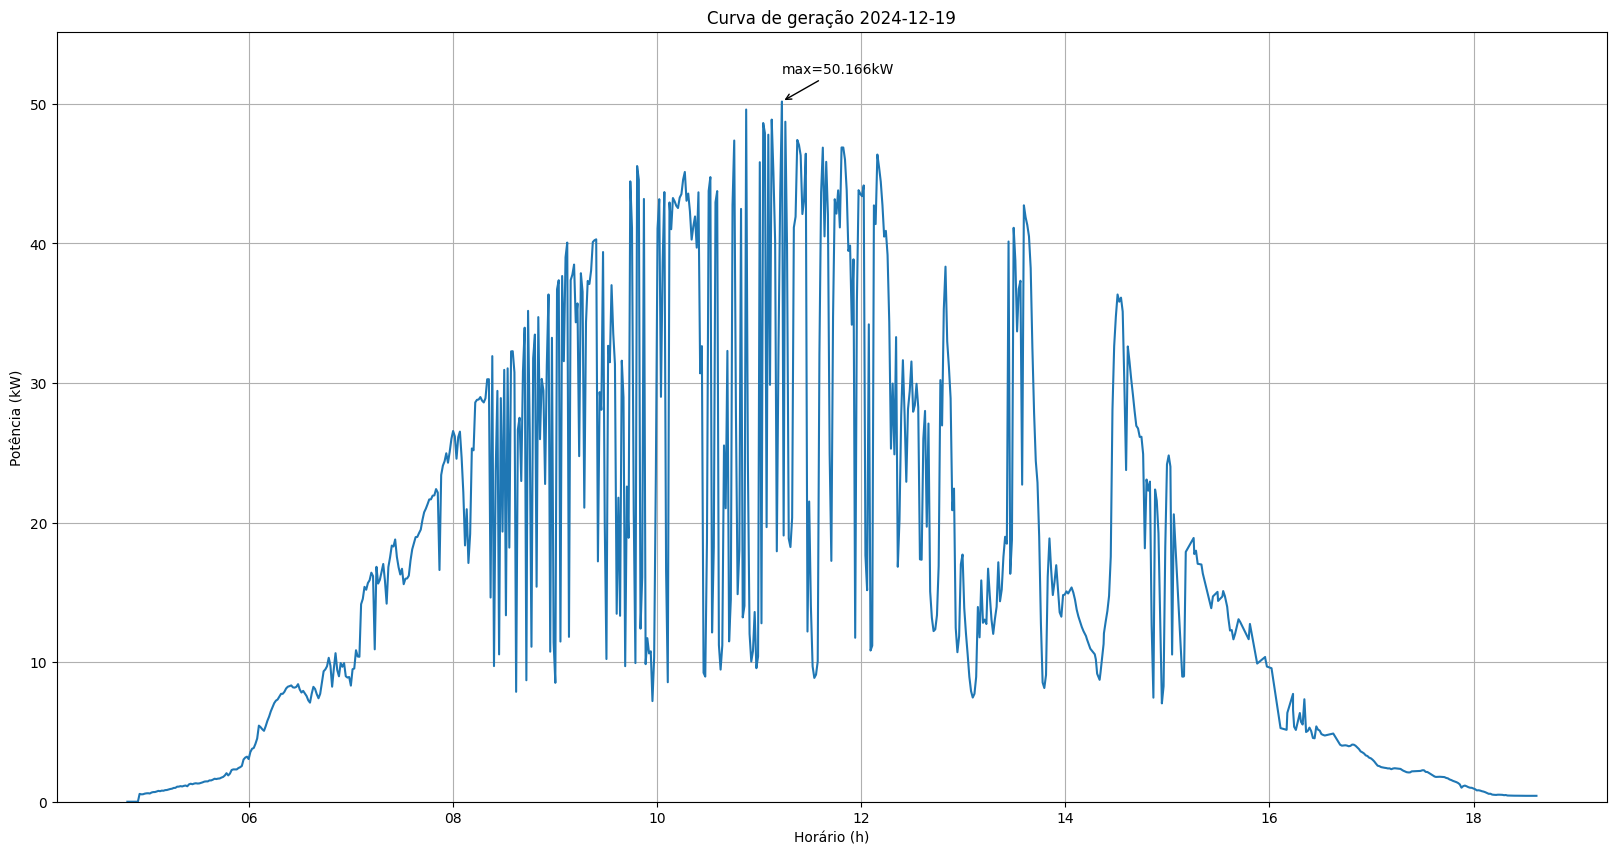 Curva de geração 2024-12-19
max=50.166kW
50
40
30
20
10
0
Potência (kW)
06 08 10 12 14 16 18
Horário (h)